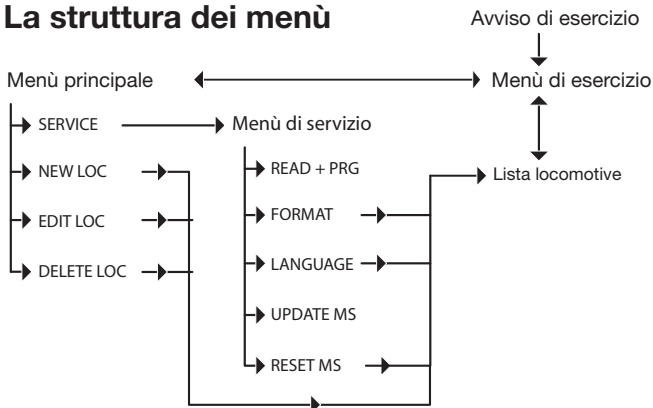 La struttura dei menù
Avviso di esercizio
Menù principale
Menù di esercizio
SERVICE
Menù di servizio
NEW LOC
READ + PRG
Lista locomotive
EDIT LOC
FORMAT
DELETE LOC
LANGUAGE
UPDATE MS
RESET MS